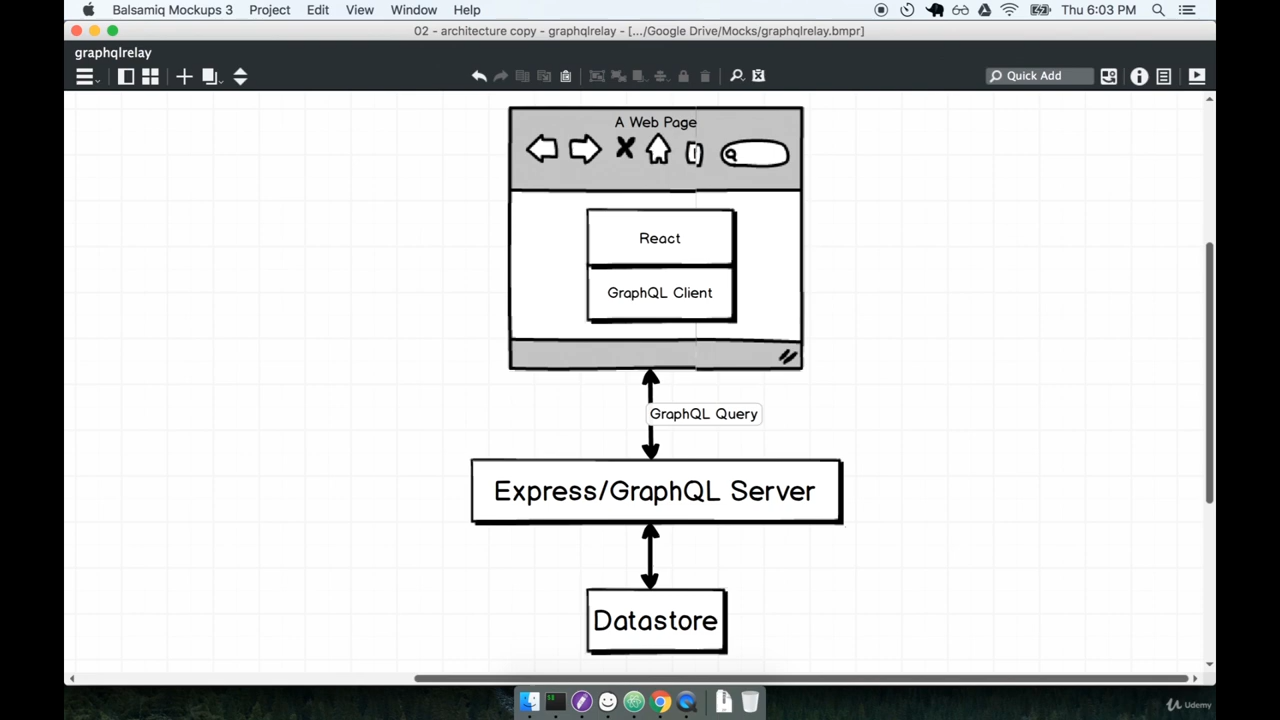 Balsamiq Mockups 3 Project Edit View Window Help Thu 6:03 PM
02 - architecture copy - graphqlrelay - [.../Google Drive/Mocks/graphqlrelay.bmpr]
graphqlrelay
Quick Add
A Web Page
React
GraphQL Client
GraphQL Query
Express/GraphQL Server
Datastore
Udemy